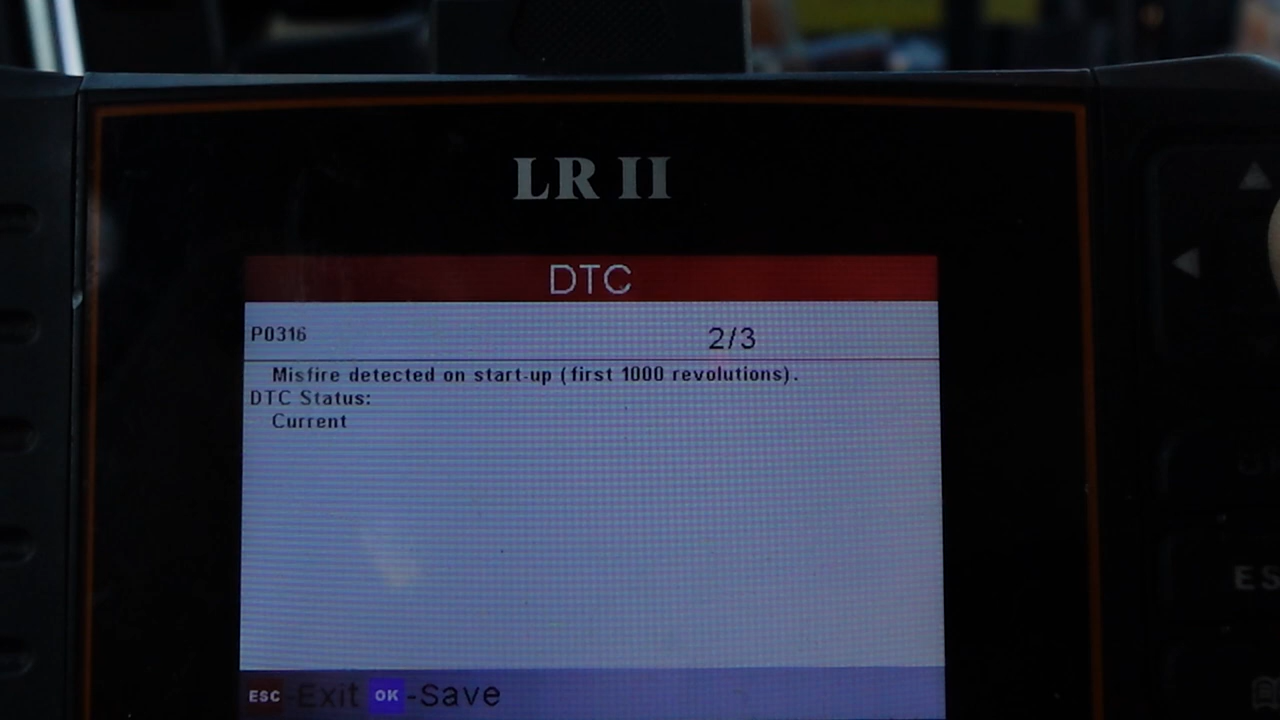 LR II
DTC
P0316 2/3
Misfire detected on start-up (first 1000 revolutions).
DTC Status:
Current
ESC -Exit OK -Save